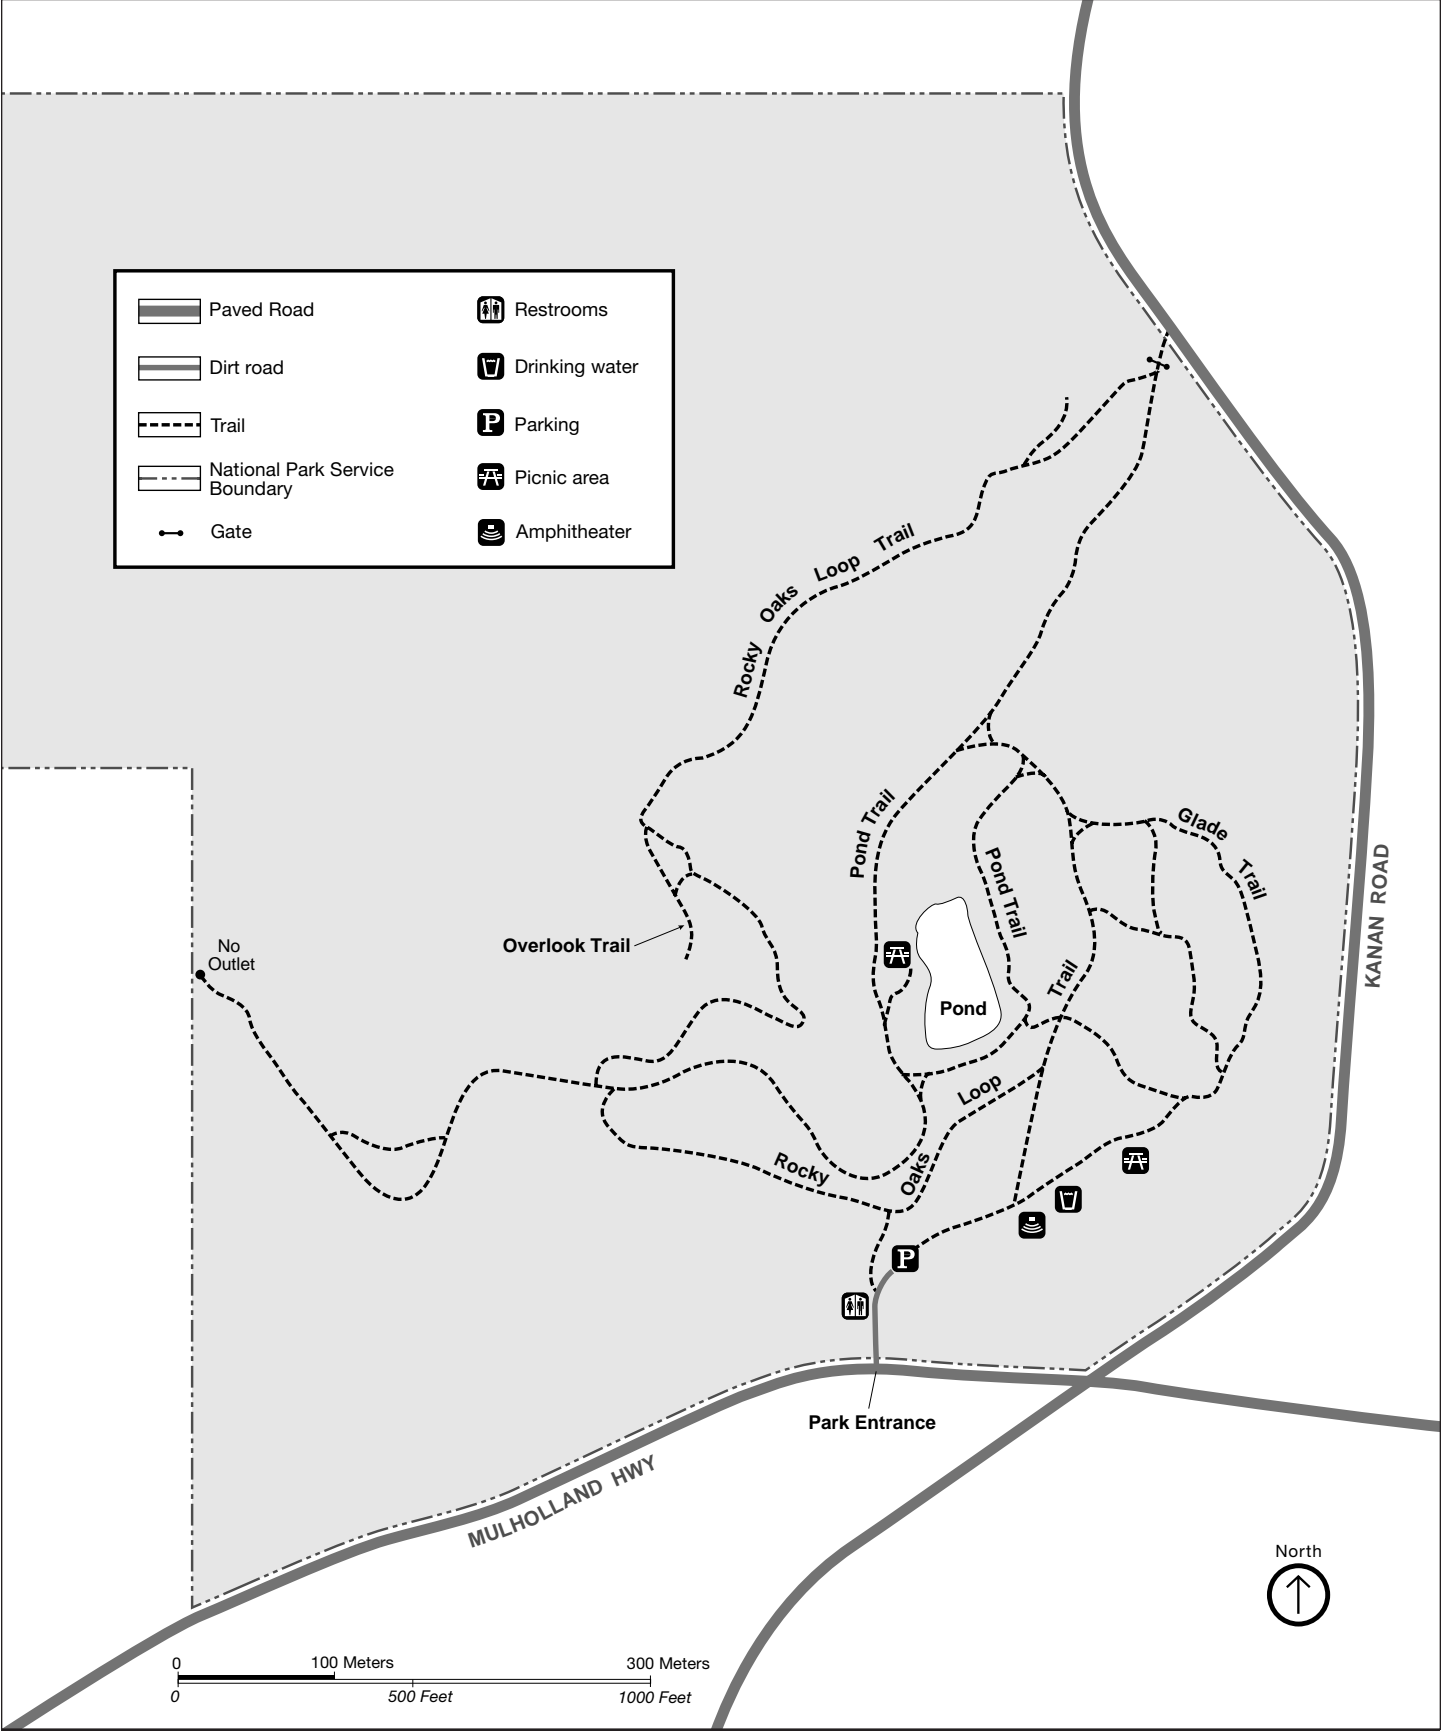 Paved Road
Restrooms
Dirt road
Drinking water
Trail
P
Parking
National Park Service
Boundary
Picnic area
Gate
Amphitheater
Rocky Oaks Loop Trail
Pond Trail
Glade Trail
Pond Trail
KANAN ROAD
Overlook Trail
No
Outlet
Pond
Rocky Oaks Loop Trail
P
Park Entrance
MULHOLLAND HWY
North
0 100 Meters 300 Meters
0 500 Feet 1000 Feet